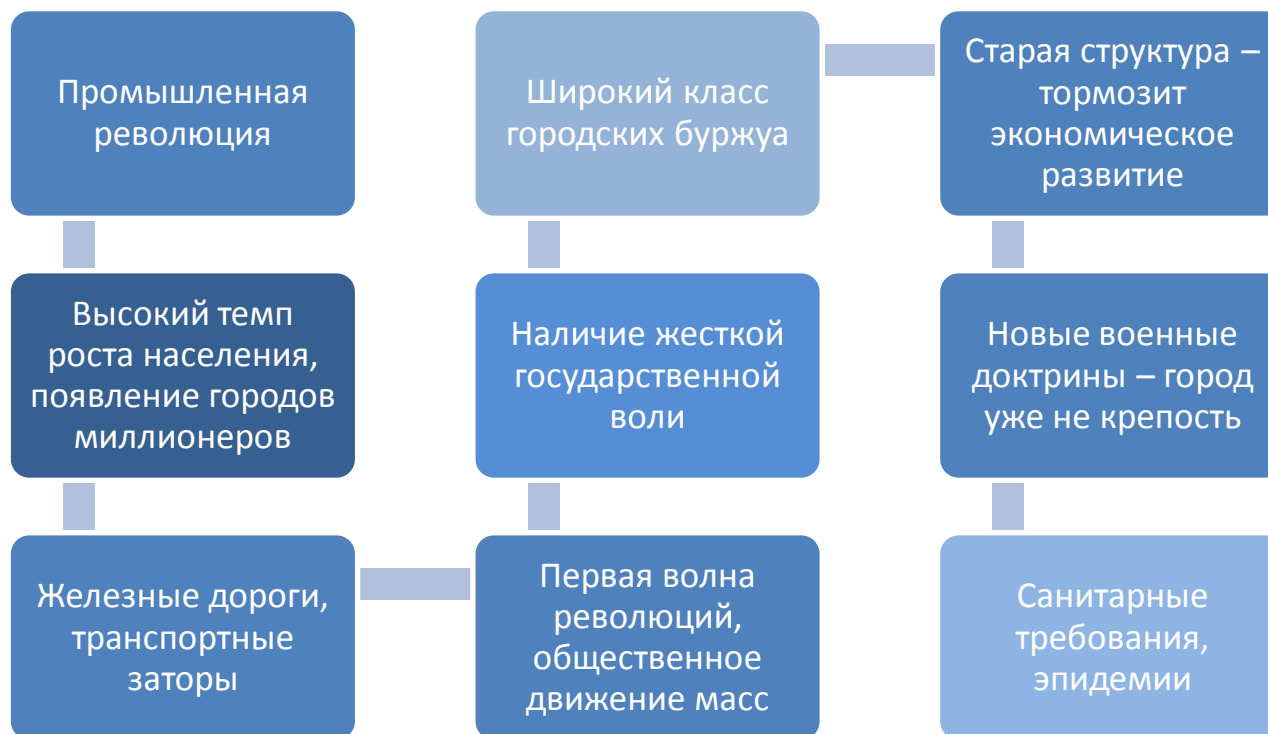 Промышленная
революция
Высокий темп
роста населения,
появление городов
миллионеров
Железные дороги,
транспортные
заторы
Первая волна
революций,
общественное
движение масс
Наличие жесткой
государственной
воли
Широкий класс
городских буржуа
Старая структура –
тормозит
экономическое
развитие
Новые военные
доктрины – город
уже не крепость
Санитарные
требования,
эпидемии